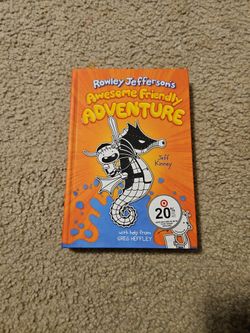 Rowley Jefferson's
Awesome Friendly
ADVENTURE
Jeff
Kinney
20%
with help from
GREG HEFFLEY